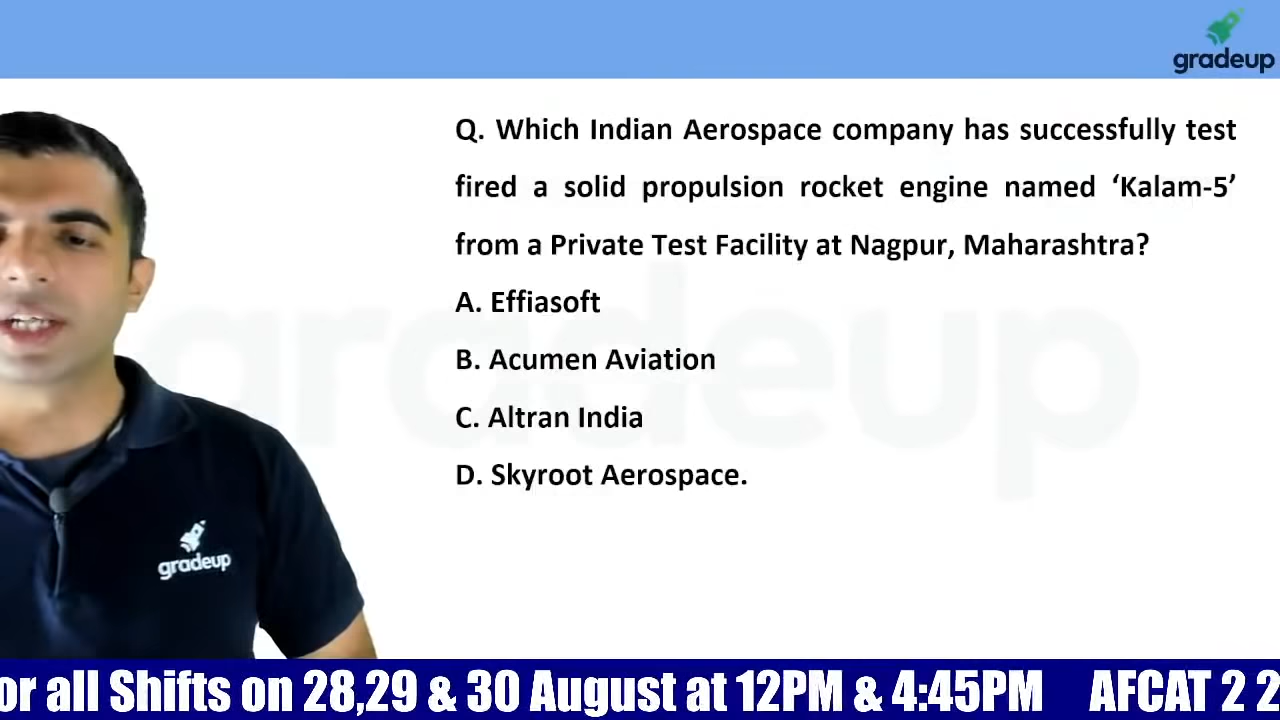 gradeup
Q. Which Indian Aerospace company has successfully test
fired a solid propulsion rocket engine named ‘Kalam-5’
from a Private Test Facility at Nagpur, Maharashtra?
A. Effiasoft
B. Acumen Aviation
C. Altran India
D. Skyroot Aerospace.
gradeup
gradeup
or all Shifts on 28,29 & 30 August at 12PM & 4:45PM AFCAT 2 2